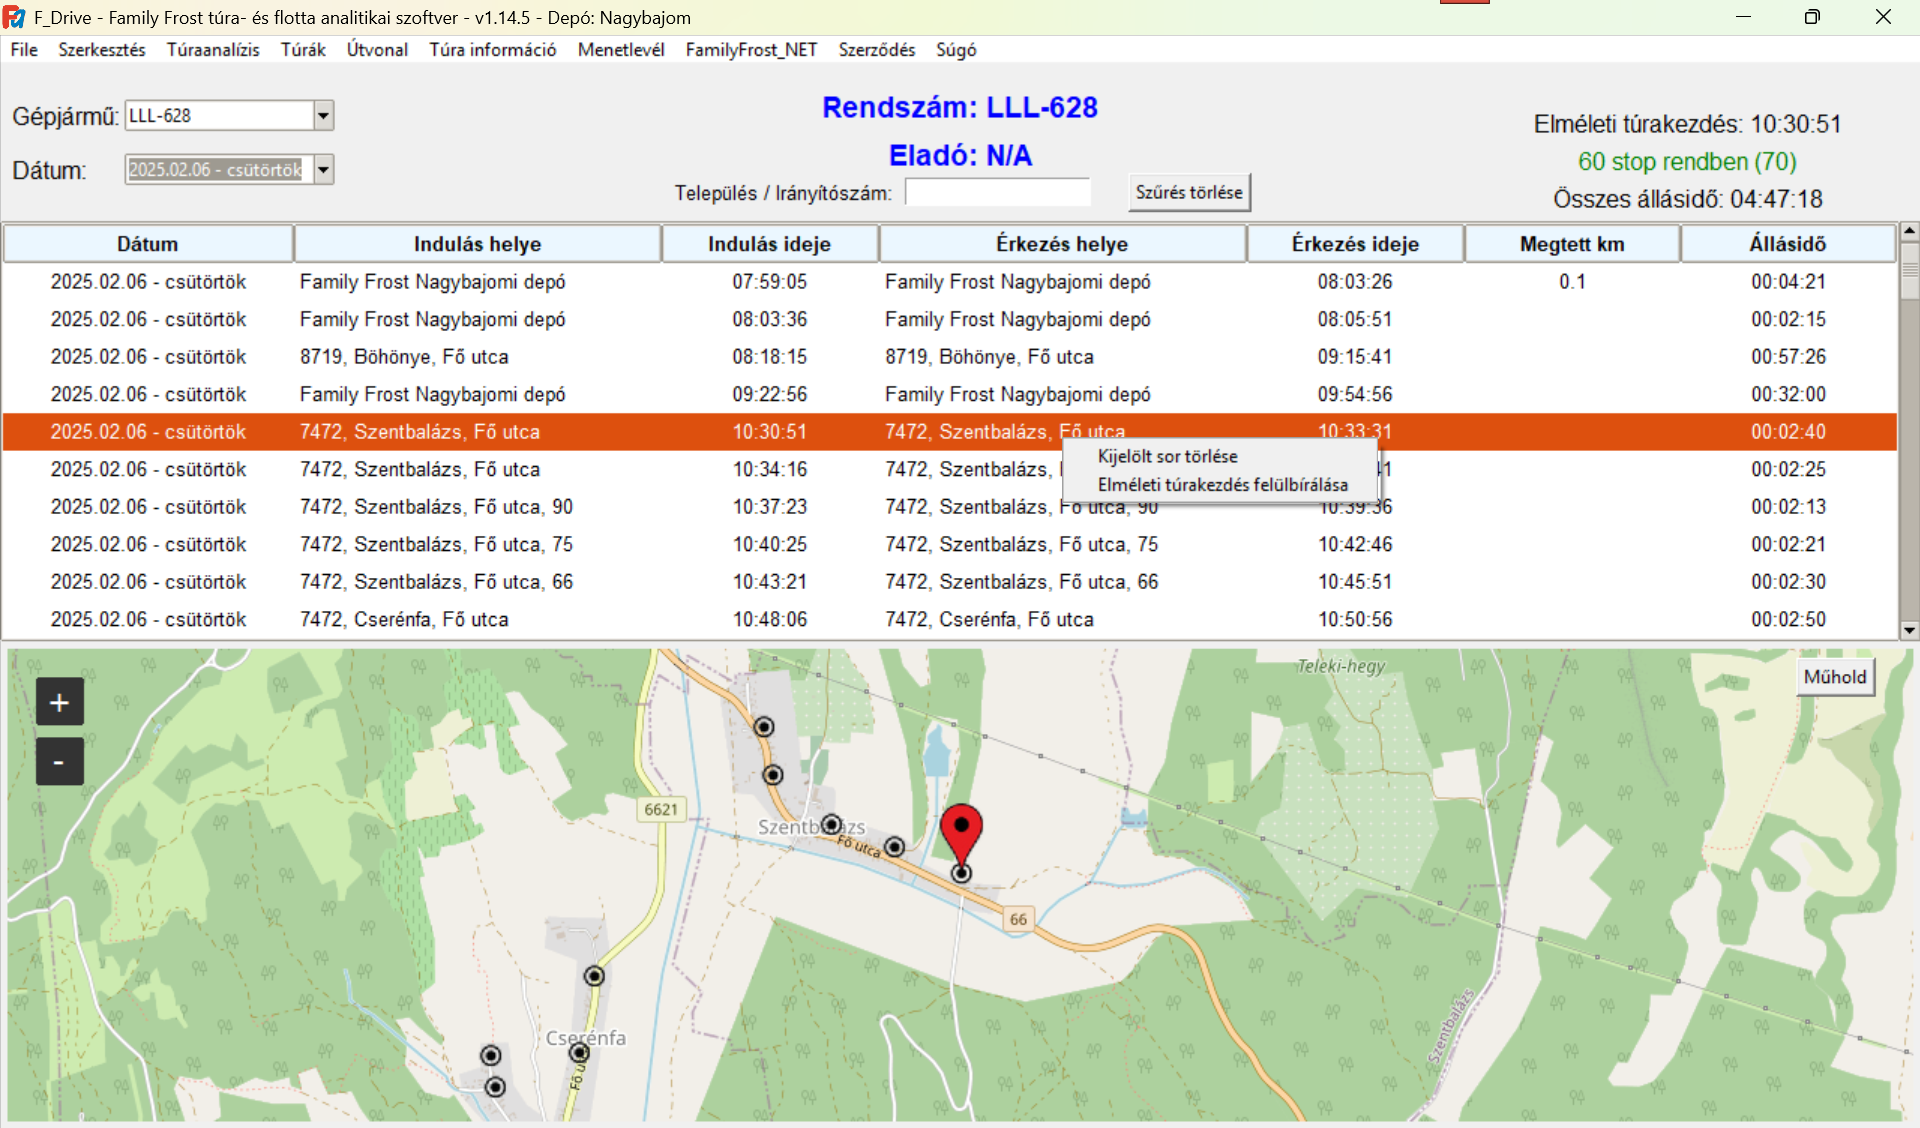 F_Drive - Family Frost túra- és flotta analitikai szoftver - v1.14.5 - Depó: Nagybajom
File Szerkesztés Túraanalízis Túrák Útvonal Túra információ Menetlevél FamilyFrost_NET Szerződés Súgó
Gépjármű: LLL-628
Dátum: 2025.02.06 - csütörtök
Rendszám: LLL-628
Eladó: N/A
Település / Irányítószám:
Szűrés törlése
Elméleti túrakezdés: 10:30:51
60 stop rendben (70)
Összes állásidő: 04:47:18
Dátum Indulás helye Indulás ideje Érkezés helye Érkezés ideje Megtett km Állásidő
2025.02.06 - csütörtök Family Frost Nagybajomi depó 07:59:05 Family Frost Nagybajomi depó 08:03:26 0.1 00:04:21
2025.02.06 - csütörtök Family Frost Nagybajomi depó 08:03:36 Family Frost Nagybajomi depó 08:05:51 00:02:15
2025.02.06 - csütörtök 8719, Böhönye, Fő utca 08:18:15 8719, Böhönye, Fő utca 09:15:41 00:57:26
2025.02.06 - csütörtök Family Frost Nagybajomi depó 09:22:56 Family Frost Nagybajomi depó 09:54:56 00:32:00
2025.02.06 - csütörtök 7472, Szentbalázs, Fő utca 10:30:51 7472, Szentbalázs, Fő utca 10:33:31 00:02:40
2025.02.06 - csütörtök 7472, Szentbalázs, Fő utca 10:34:16 7472, Szentbalázs, 00:02:25
2025.02.06 - csütörtök 7472, Szentbalázs, Fő utca, 90 10:37:23 7472, Szentbalázs, Fő utca, 90 10:39:36 00:02:13
2025.02.06 - csütörtök 7472, Szentbalázs, Fő utca, 75 10:40:25 7472, Szentbalázs, Fő utca, 75 10:42:46 00:02:21
2025.02.06 - csütörtök 7472, Szentbalázs, Fő utca, 66 10:43:21 7472, Szentbalázs, Fő utca, 66 10:45:51 00:02:30
2025.02.06 - csütörtök 7472, Cserénfa, Fő utca 10:48:06 7472, Cserénfa, Fő utca 10:50:56 00:02:50
Kijelölt sor törlése
Elméleti túrakezdés felülbírálása
+
-
Műhold
Teleki-hegy
6621
Szentbalázs
Fő utca
66
Szentbalázs
Cserénfa